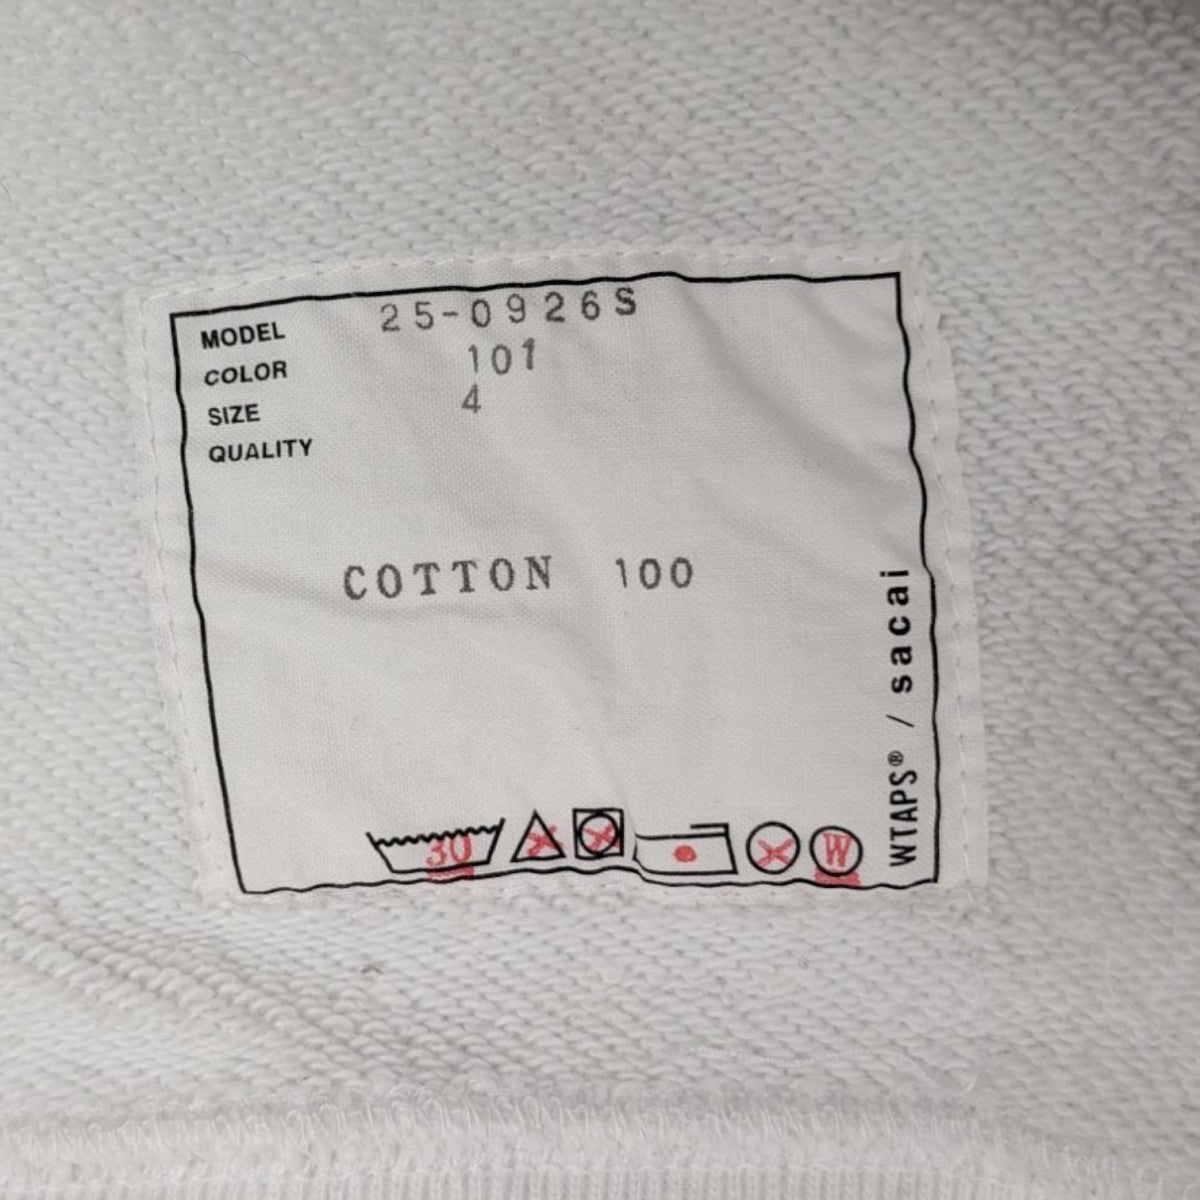 MODEL 25-0926S
COLOR 101
SIZE 4
QUALITY
COTTON 100
30
W
WTAPS® / sacai